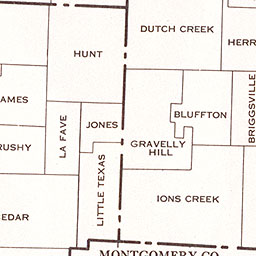 DUTCH CREEK
HERR
HUNT
AMES
BLUFFTON
BRIGGSVILLE
JONES
LA FAVE
RUSHY
GRAVELLY
HILL
LITTLE TEXAS
IONS CREEK
EDAR
MONTGOMERY CO